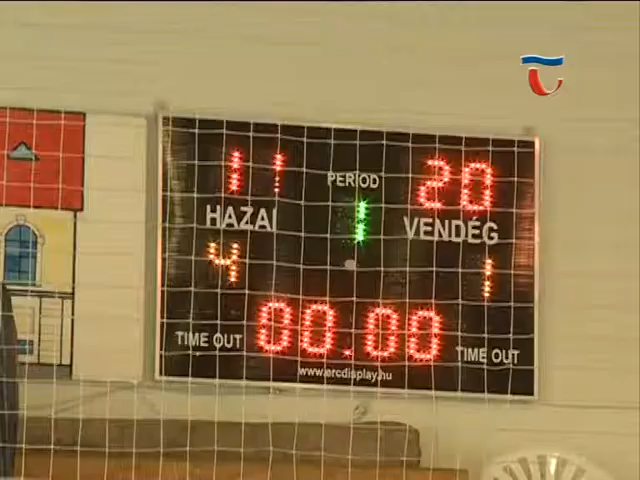 11 PERIOD 20
HAZAI 1 VENDÉG
4 1
00.00
TIME OUT TIME OUT
www.ercdisplay.hu